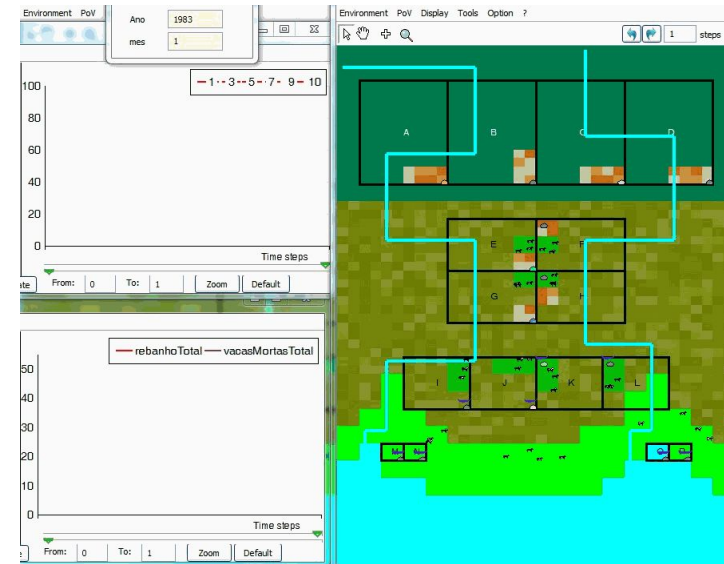 Environment PoV
Ano 1983
mes 1
1 3 5 7 9 10
100
80
60
40
20
0
Time steps
From: 0 To: 1 Zoom Default
rebanhoTotal vacasMortasTotal
50
40
30
20
10
0
Time steps
From: 0 To: 1 Zoom Default
Environment PoV Display Tools Option ?
1 steps
A B C D
E F
G H
I J K L
M N O P